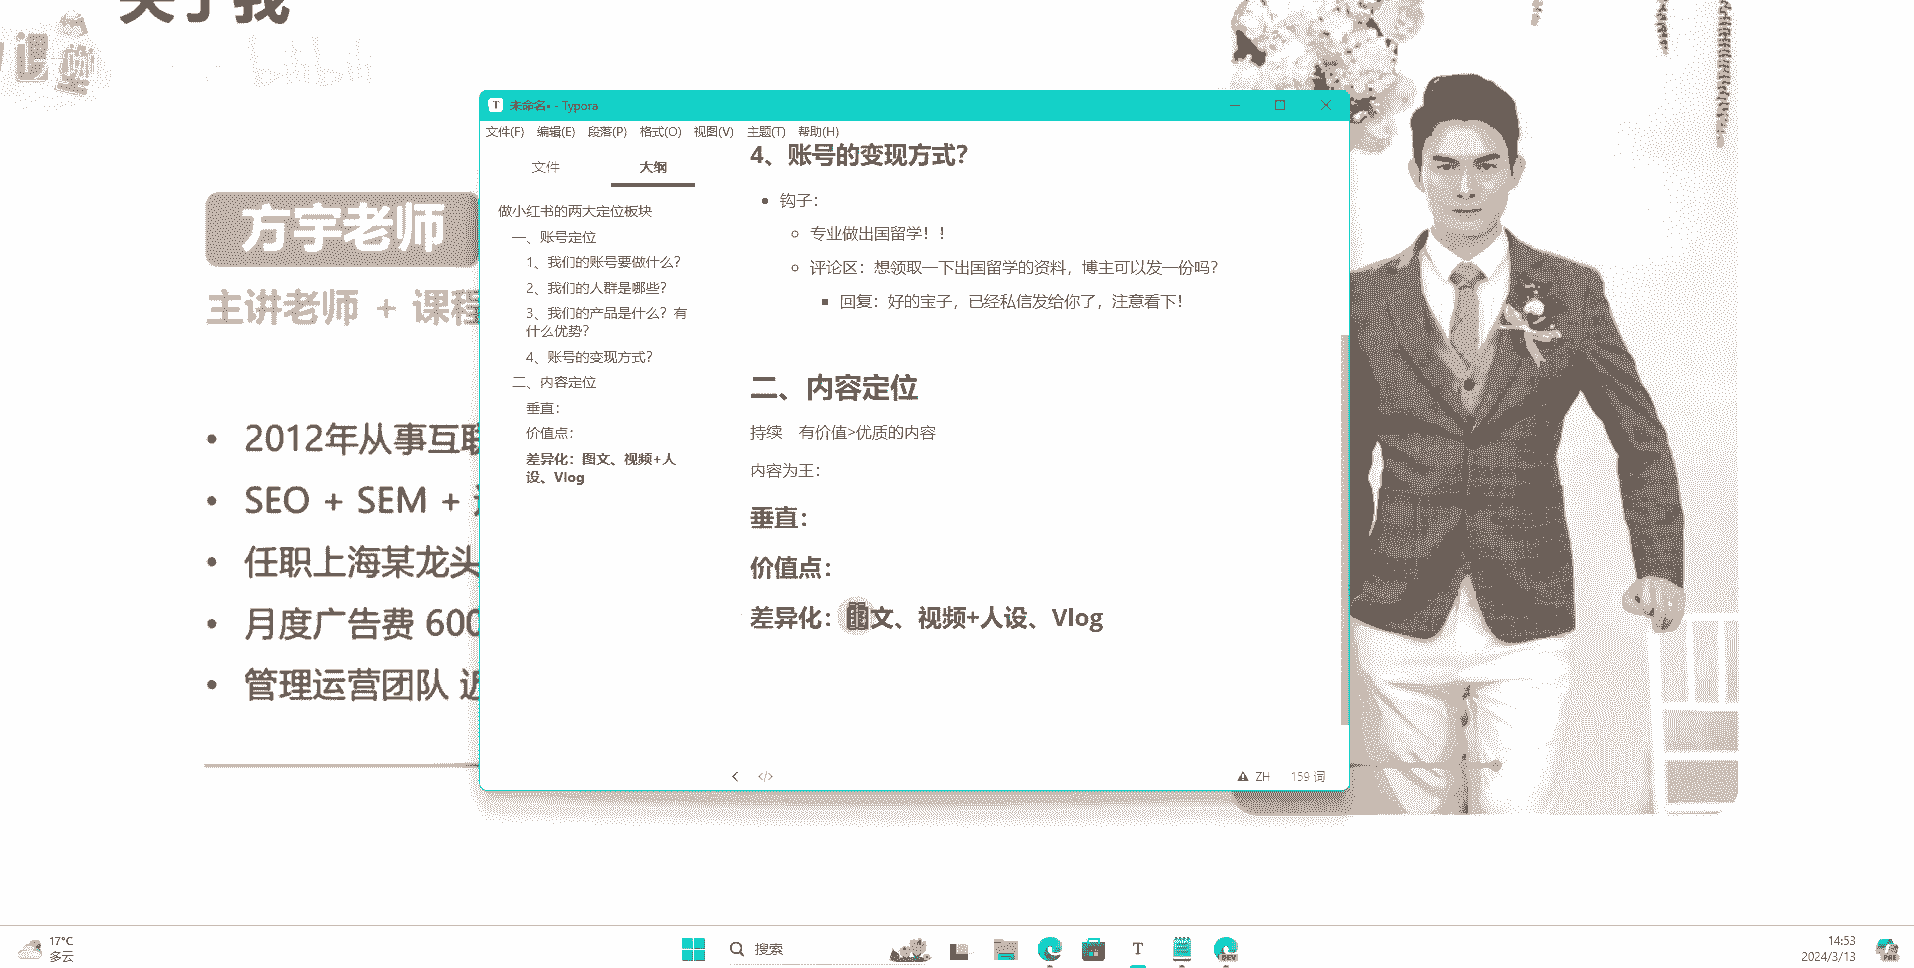 关于我
课堂
bilibili
方宇老师
主讲老师 + 课程
2012年从事互联
SEO + SEM +
任职上海某龙头
月度广告费 600
管理运营团队 近
未命名• - Typora
文件(F) 编辑(E) 段落(P) 格式(O) 视图(V) 主题(T) 帮助(H)
文件 大纲
做小红书的两大定位板块
一、账号定位
1、我们的账号要做什么?
2、我们的人群是哪些?
3、我们的产品是什么? 有
什么优势?
4、账号的变现方式?
二、内容定位
垂直:
价值点:
差异化: 图文、视频+人
设、Vlog
4、账号的变现方式?
钩子:
专业做出国留学! !
评论区: 想领取一下出国留学的资料, 博主可以发一份吗?
回复: 好的宝子, 已经私信发给你了, 注意看下!
二、内容定位
持续 有价值>优质的内容
内容为王:
垂直:
价值点:
差异化: 图文、视频+人设、Vlog
</>
ZH 159 词
17°C
多云
搜索
T
DEV
14:53
2024/3/13
PRE